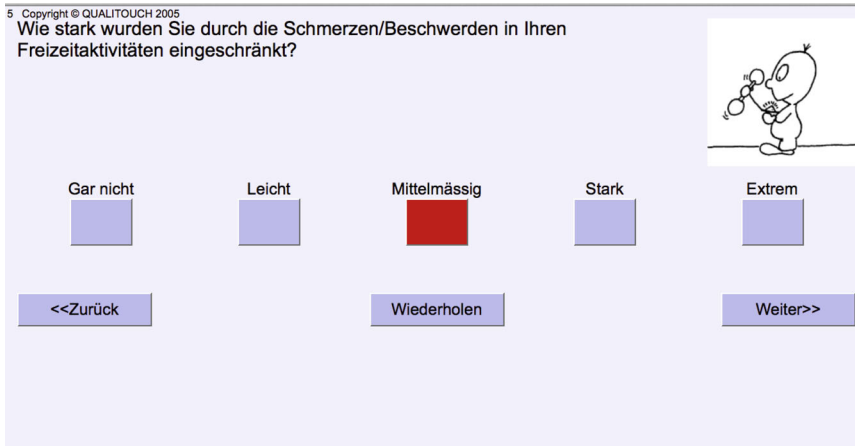 5 Copyright © QUALITOUCH 2005
Wie stark wurden Sie durch die Schmerzen/Beschwerden in Ihren
Freizeitaktivitäten eingeschränkt?
Gar nicht Leicht Mittelmässig Stark Extrem
<<Zurück Wiederholen Weiter>>